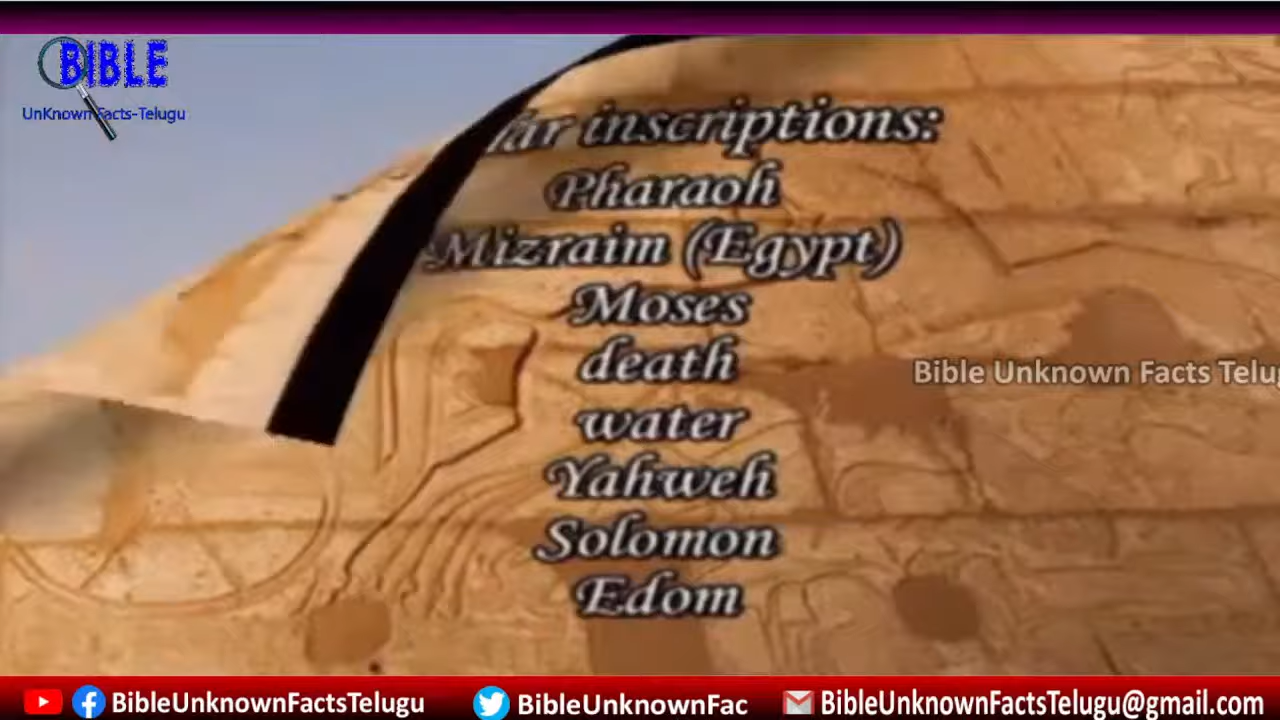 BIBLE
UnKnown Facts-Telugu
inscriptions:
Pharaoh
Mizraim (Egypt)
Moses
death
water
Yahweh
Solomon
Edom
Bible Unknown Facts Telu
BibleUnknownFactsTelugu
BibleUnknownFac
BibleUnknownFactsTelugu@gmail.com